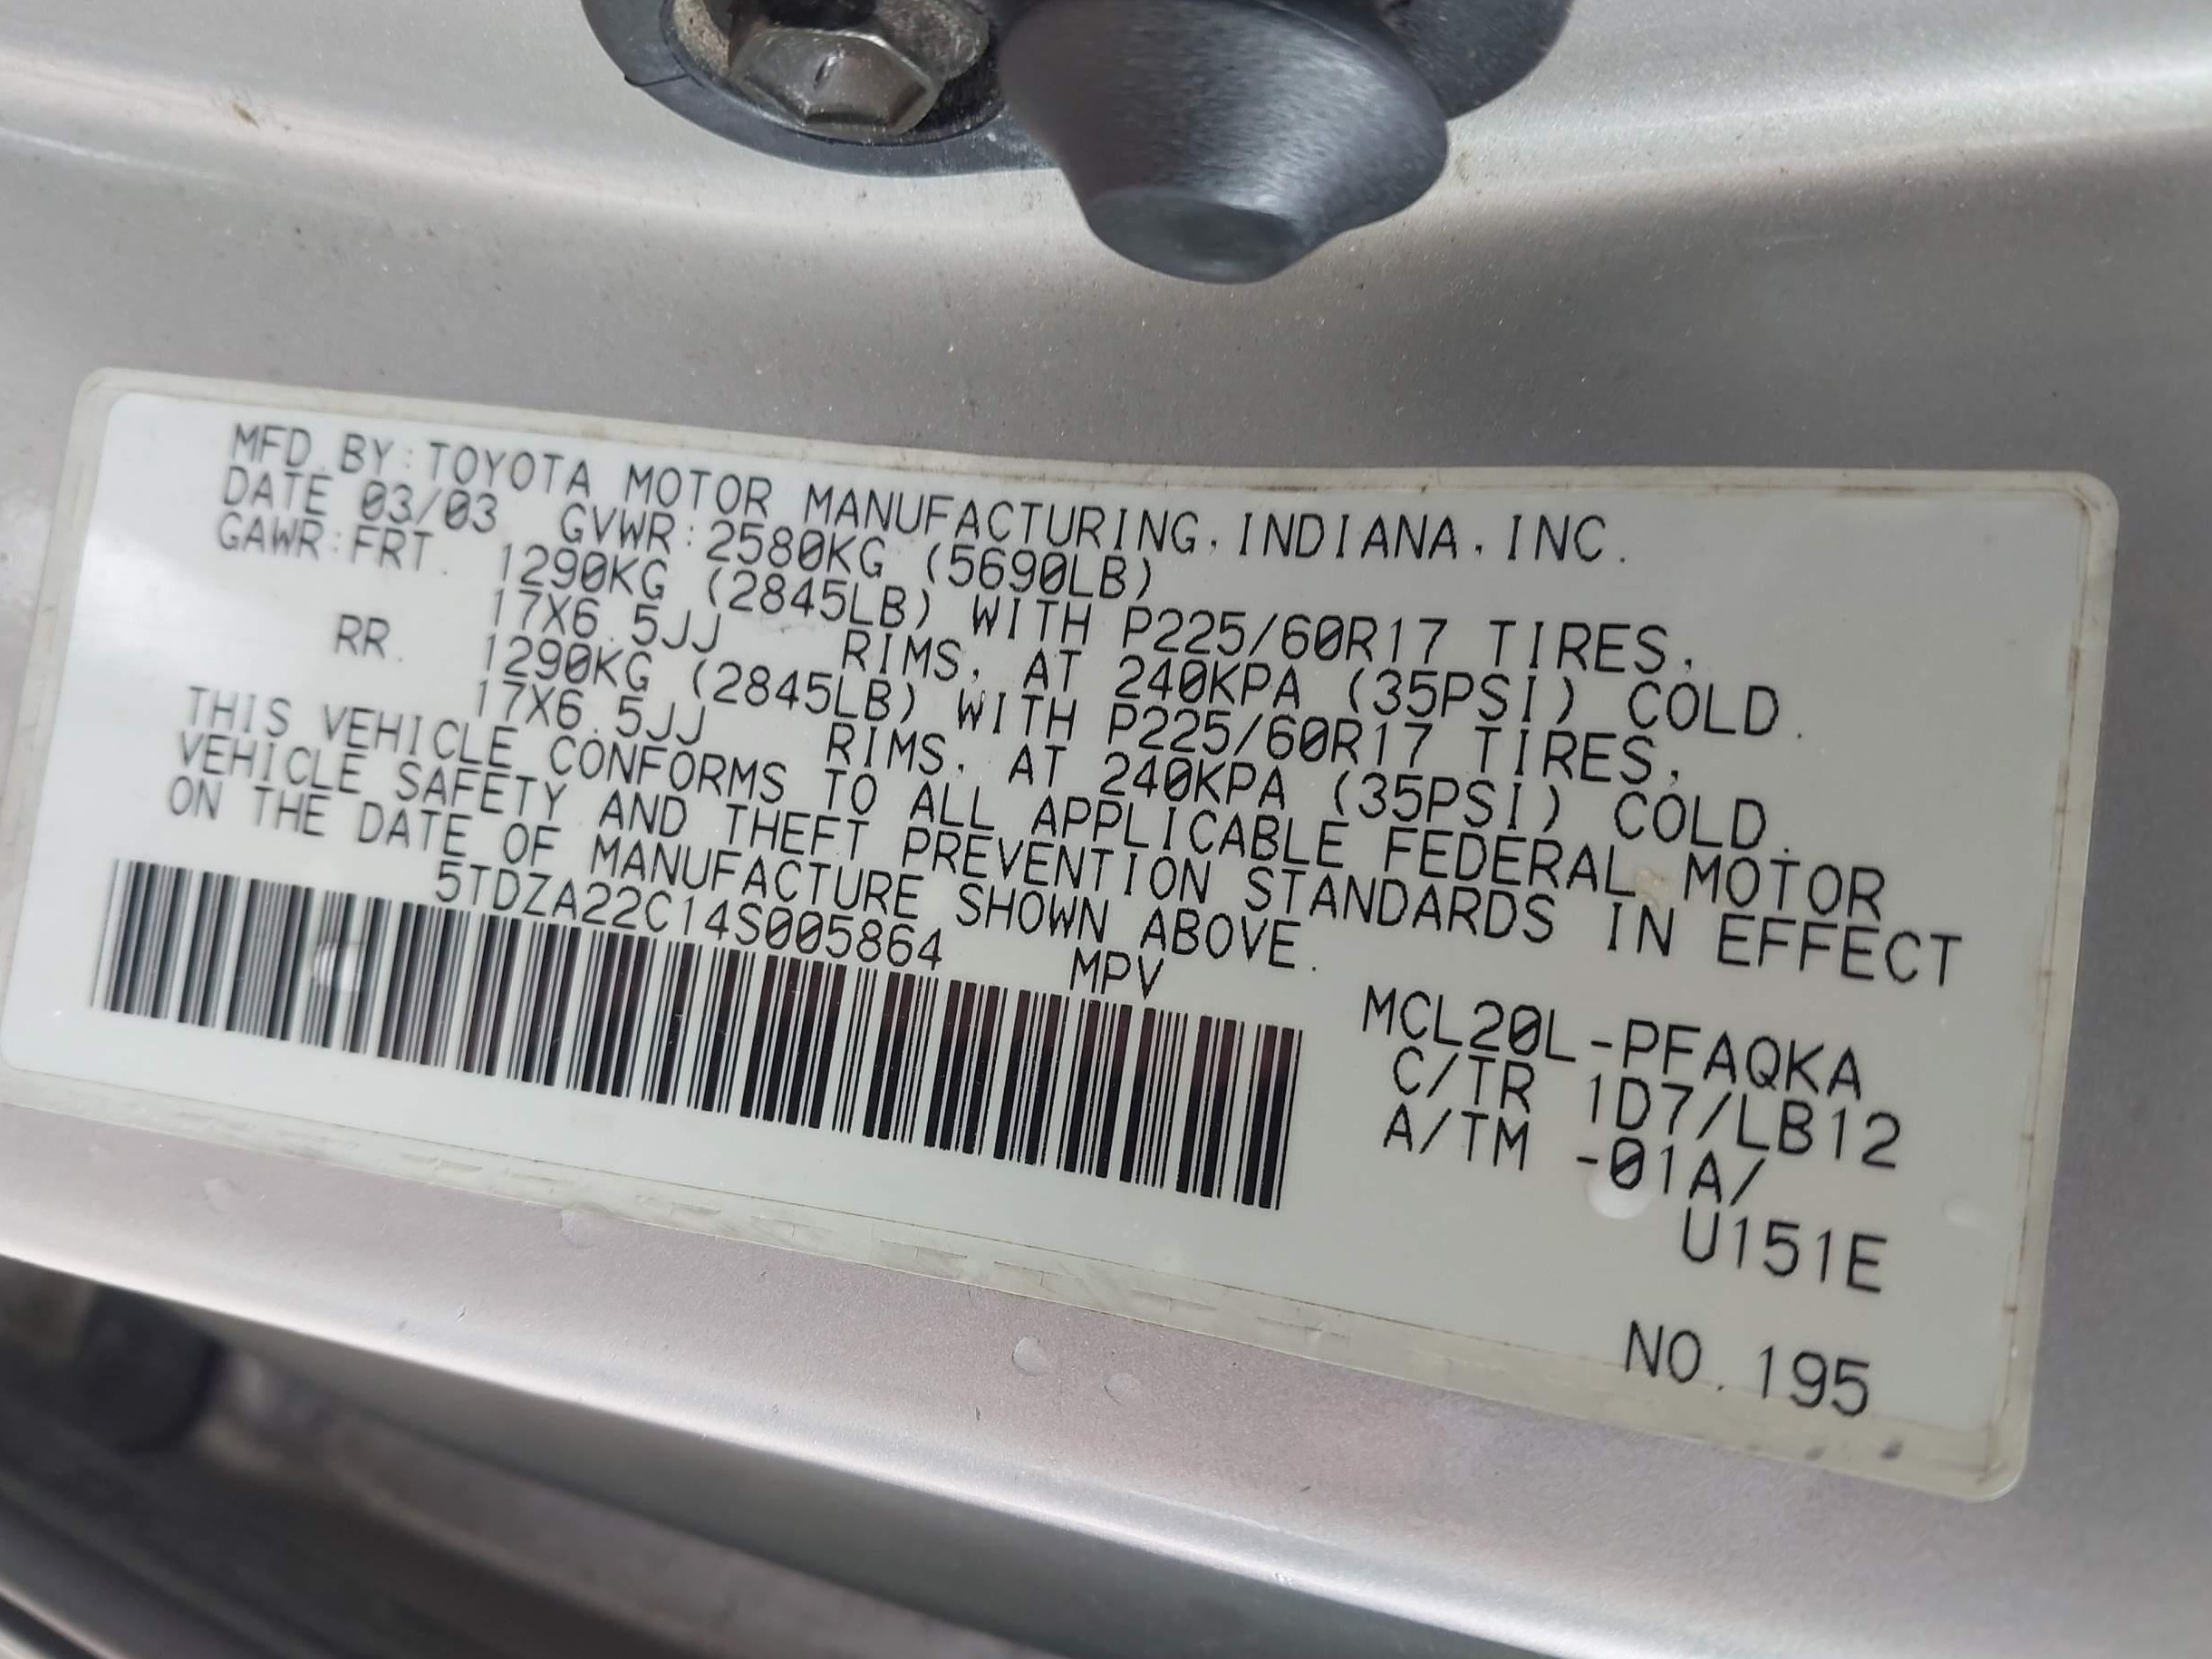 MFD.BY:TOYOTA MOTOR MANUFACTURING,INDIANA,INC.
DATE 03/03 GVWR:2580KG (5690LB)
GAWR:FRT. 1290KG (2845LB) WITH P225/60R17 TIRES,
17X6.5JJ RIMS, AT 240KPA (35PSI) COLD.
RR. 1290KG (2845LB) WITH P225/60R17 TIRES,
17X6.5JJ RIMS, AT 240KPA (35PSI) COLD.
THIS VEHICLE CONFORMS TO ALL APPLICABLE FEDERAL MOTOR
VEHICLE SAFETY AND THEFT PREVENTION STANDARDS IN EFFECT
ON THE DATE OF MANUFACTURE SHOWN ABOVE.
5TDZA22C14S005864 MPV
MCL20L-PFAQKA
C/TR 1D7/LB12
A/TM -01A/
U151E
NO.195